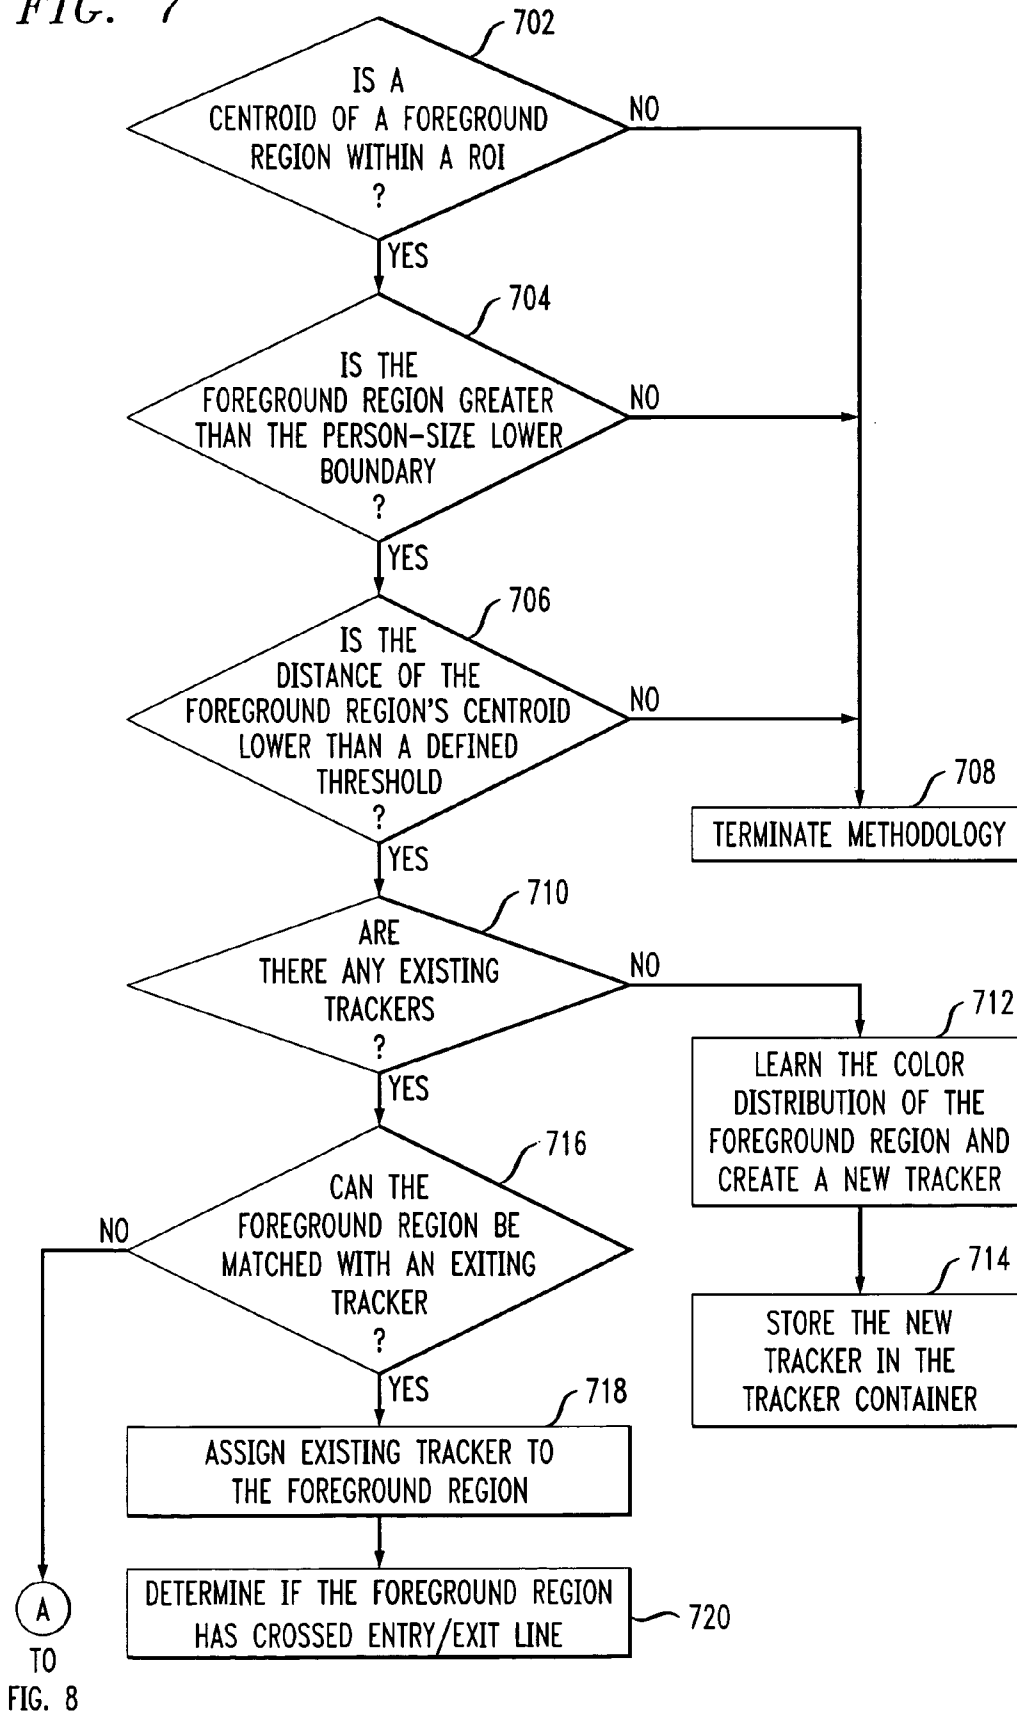 FIG. 7
702
IS A
CENTROID OF A FOREGROUND
REGION WITHIN A ROI
?
NO
YES
704
IS THE
FOREGROUND REGION GREATER
THAN THE PERSON-SIZE LOWER
BOUNDARY
?
NO
YES
706
IS THE
DISTANCE OF THE
FOREGROUND REGION'S CENTROID
LOWER THAN A DEFINED
THRESHOLD
?
NO
708
TERMINATE METHODOLOGY
YES
710
ARE
THERE ANY EXISTING
TRACKERS
?
NO
712
LEARN THE COLOR
DISTRIBUTION OF THE
FOREGROUND REGION AND
CREATE A NEW TRACKER
YES
716
CAN THE
FOREGROUND REGION BE
MATCHED WITH AN EXITING
TRACKER
?
NO
714
STORE THE NEW
TRACKER IN THE
TRACKER CONTAINER
YES
718
ASSIGN EXISTING TRACKER TO
THE FOREGROUND REGION
DETERMINE IF THE FOREGROUND REGION
HAS CROSSED ENTRY/EXIT LINE
720
A
TO
FIG. 8